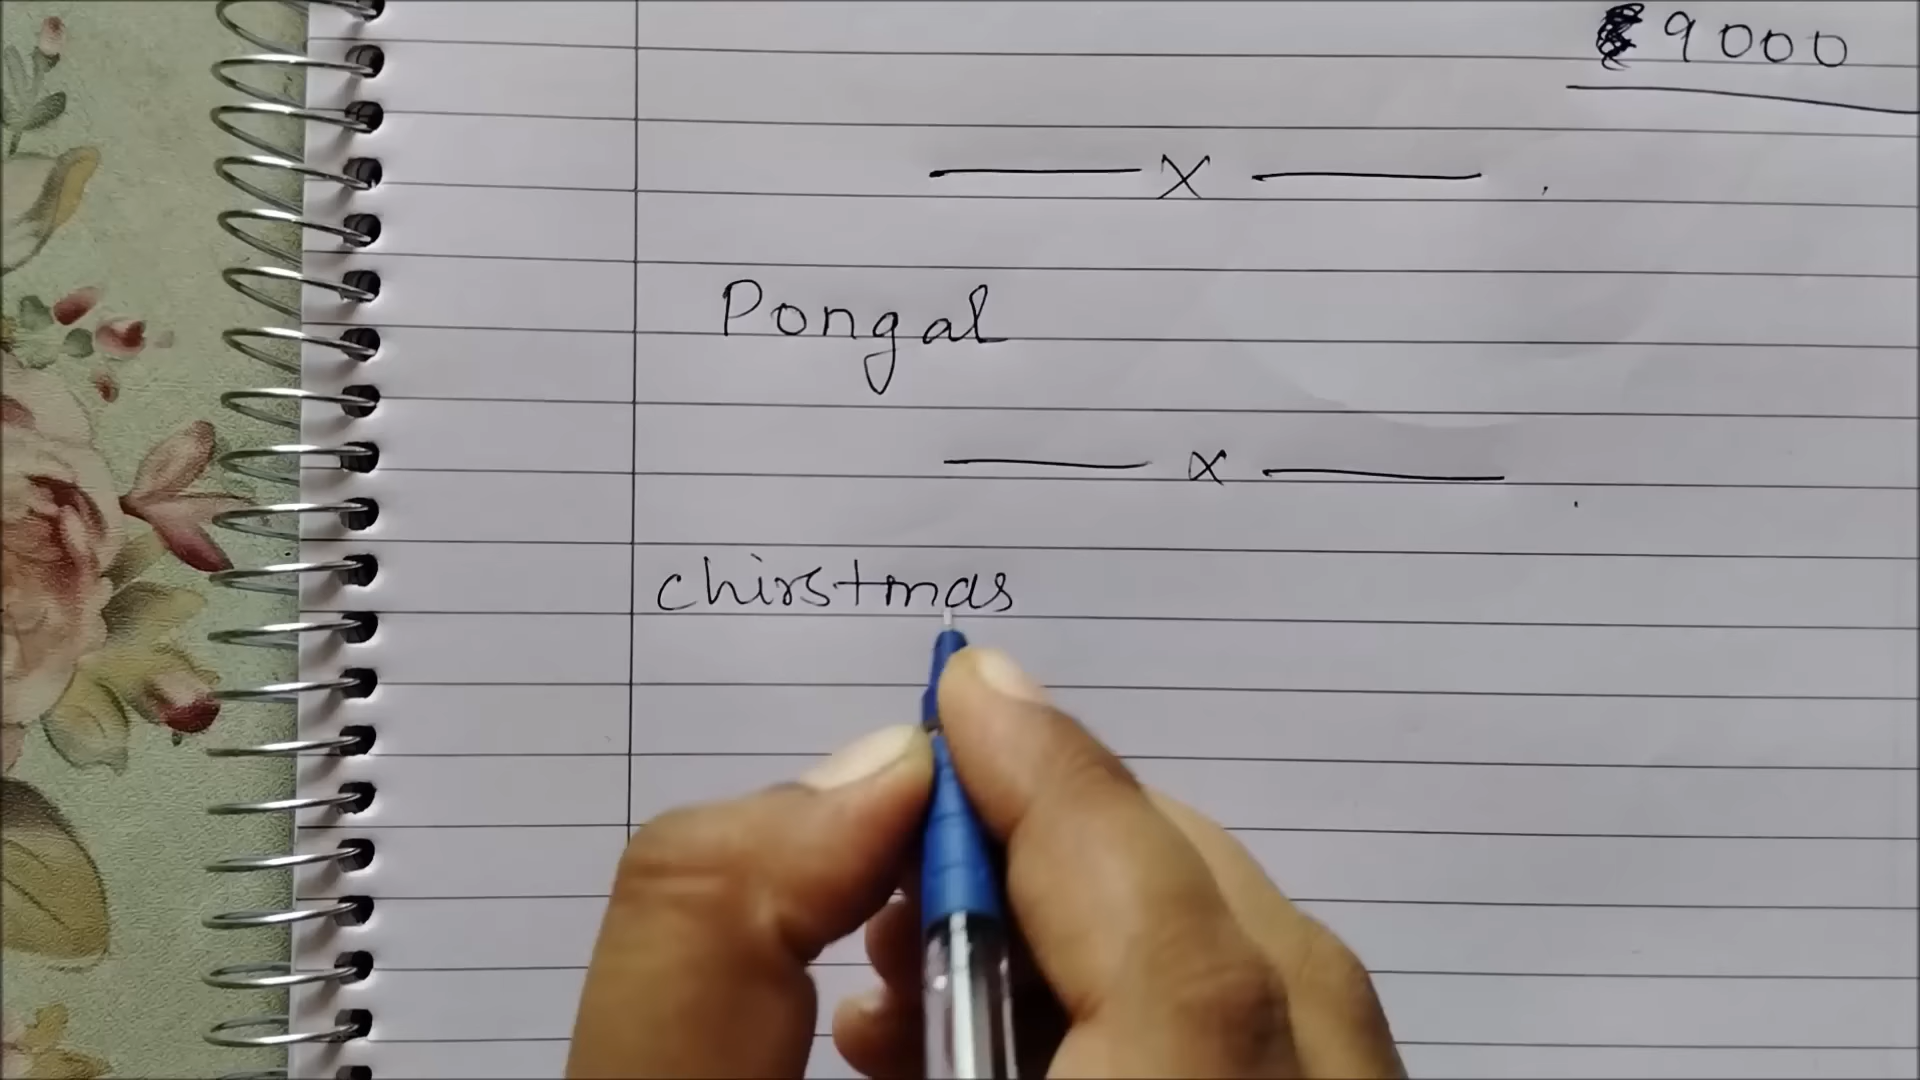 9000
—— X ——
Pongal
—— x ——
chirstmas